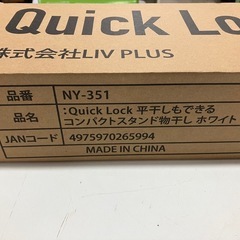 Quick Lo
株式会社LIV PLUS
品番 NY-351
品名 :Quick Lock 平干しもできる
コンパクトスタンド物干し ホワイト
JANコード 4975970265994
MADE IN CHINA